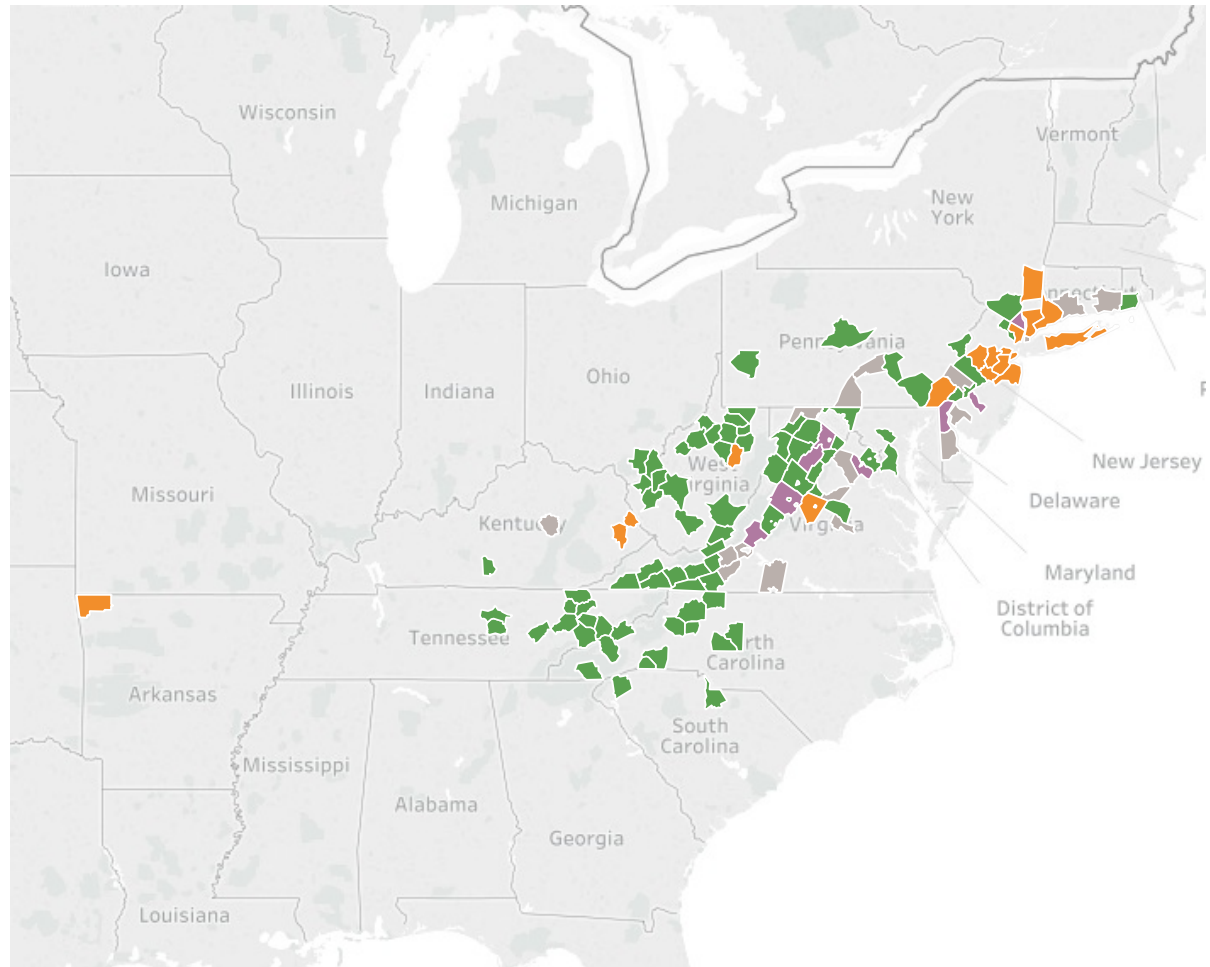 Wisconsin
Vermont
Michigan
New
York
Iowa
Pennsylvania
Ohio
Illinois
Indiana
West
Virginia
New Jersey
Missouri
Delaware
Kentucky
Virginia
Maryland
District of
Columbia
Tennessee
North
Carolina
Arkansas
South
Carolina
Mississippi
Alabama
Georgia
Louisiana